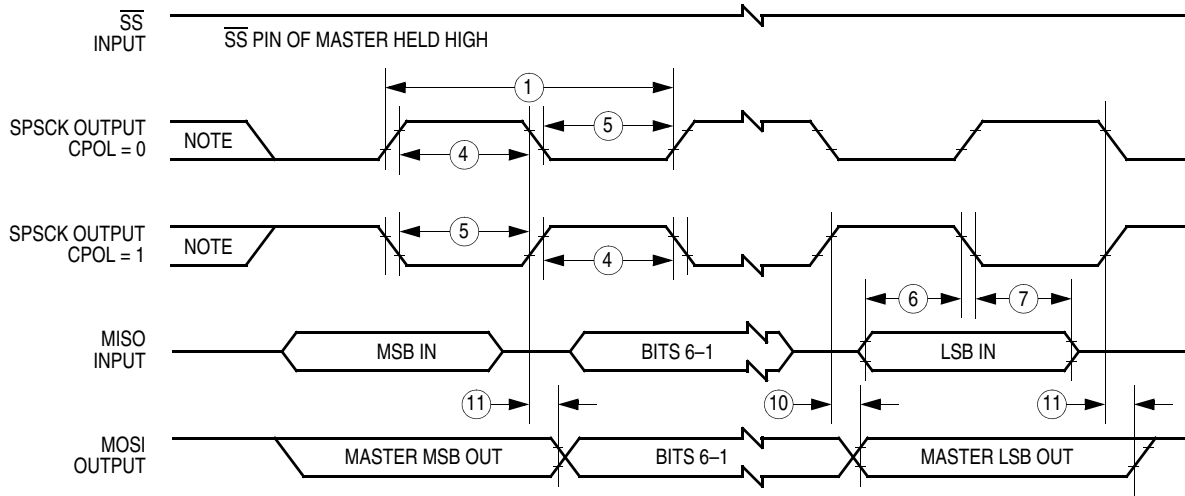 SS
INPUT
SS PIN OF MASTER HELD HIGH
1
SPSCK OUTPUT
CPOL = 0
NOTE
5
4
SPSCK OUTPUT
CPOL = 1
NOTE
5
4
6
7
MISO
INPUT
MSB IN
BITS 6–1
LSB IN
11
10
11
MOSI
OUTPUT
MASTER MSB OUT
BITS 6–1
MASTER LSB OUT